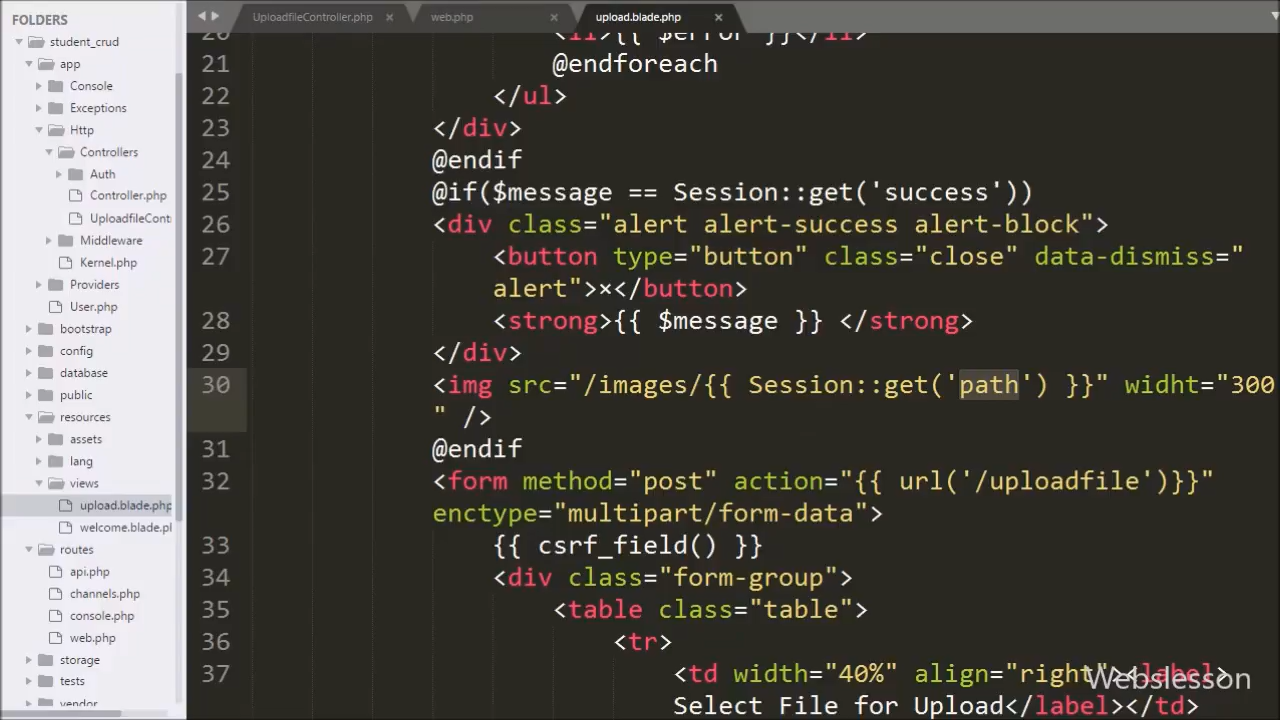 FOLDERS
student_crud
app
Console
Exceptions
Http
Controllers
Auth
Controller.php
UploadfileCont
Middleware
Kernel.php
Providers
User.php
bootstrap
config
database
public
resources
assets
lang
views
upload.blade.php
welcome.blade.pl
routes
api.php
channels.php
console.php
web.php
storage
tests
vendor
UploadfileController.php × web.php × upload.blade.php ×
20 <li>{{ $error }}</li>
21 @endforeach
22 </ul>
23 </div>
24 @endif
25 @if($message == Session::get('success'))
26 <div class="alert alert-success alert-block">
27 <button type="button" class="close" data-dismiss="
alert">×</button>
28 <strong>{{ $message }} </strong>
29 </div>
30 <img src="/images/{{ Session::get('path') }}" widht="300
" />
31 @endif
32 <form method="post" action="{{ url('/uploadfile')}}"
enctype="multipart/form-data">
33 {{ csrf_field() }}
34 <div class="form-group">
35 <table class="table">
36 <tr>
37 <td width="40%" align="right"><label>
Select File for Upload</label></td>
Webslesson